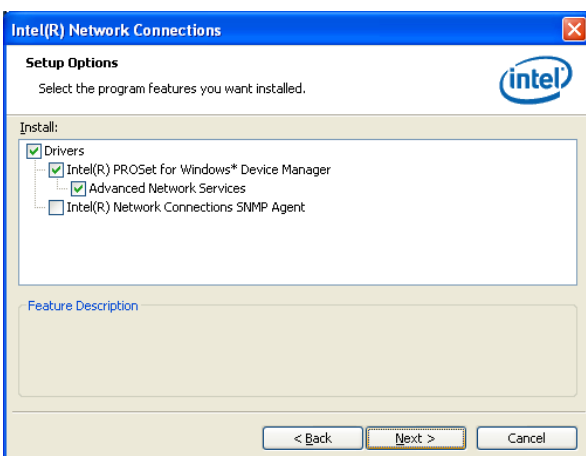 Intel(R) Network Connections
Setup Options
Select the program features you want installed.
intel
Install:
Drivers
Intel(R) PROSet for Windows* Device Manager
Advanced Network Services
Intel(R) Network Connections SNMP Agent
Feature Description
< Back
Next >
Cancel